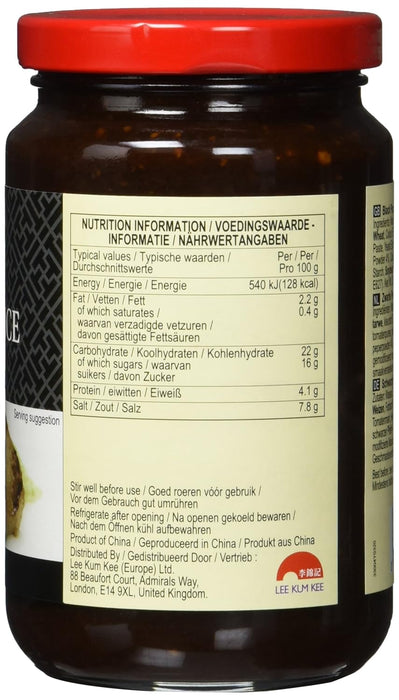 CE
Serving suggestion
NUTRITION INFORMATION / VOEDINGSWAARDE -
INFORMATIE / NÄHRWERTANGABEN
Typical values / Typische waarden / Per / Per /
Durchschnittswerte Pro 100 g
Energy / Energie / Energie 540 kJ(128 kcal)
Fat / Vetten / Fett 2.2 g
of which saturates / 0.4 g
waarvan verzadigde vetzuren /
davon gesättigte Fettsäuren
Carbohydrate / Koolhydraten / Kohlenhydrate 22 g
of which sugars / waarvan 16 g
suikers / davon Zucker
Protein / eiwitten / Eiweiß 4.1 g
Salt / Zout / Salz 7.8 g
Stir well before use / Goed roeren vóór gebruik /
Vor dem Gebrauch gut umrühren
Refrigerate after opening / Na openen gekoeld bewaren /
Nach dem Öffnen kühl aufbewahren
Product of China / Geproduceerd in China / Produkt aus China
Distributed By / Gedistribueerd Door / Vertrieb :
Lee Kum Kee (Europe) Ltd.
88 Beaufort Court, Admirals Way,
London, E14 9XL, United Kingdom.
李錦記
LEE KUM KEE
GB Black
Wheat,
NL
DE
Weizen,